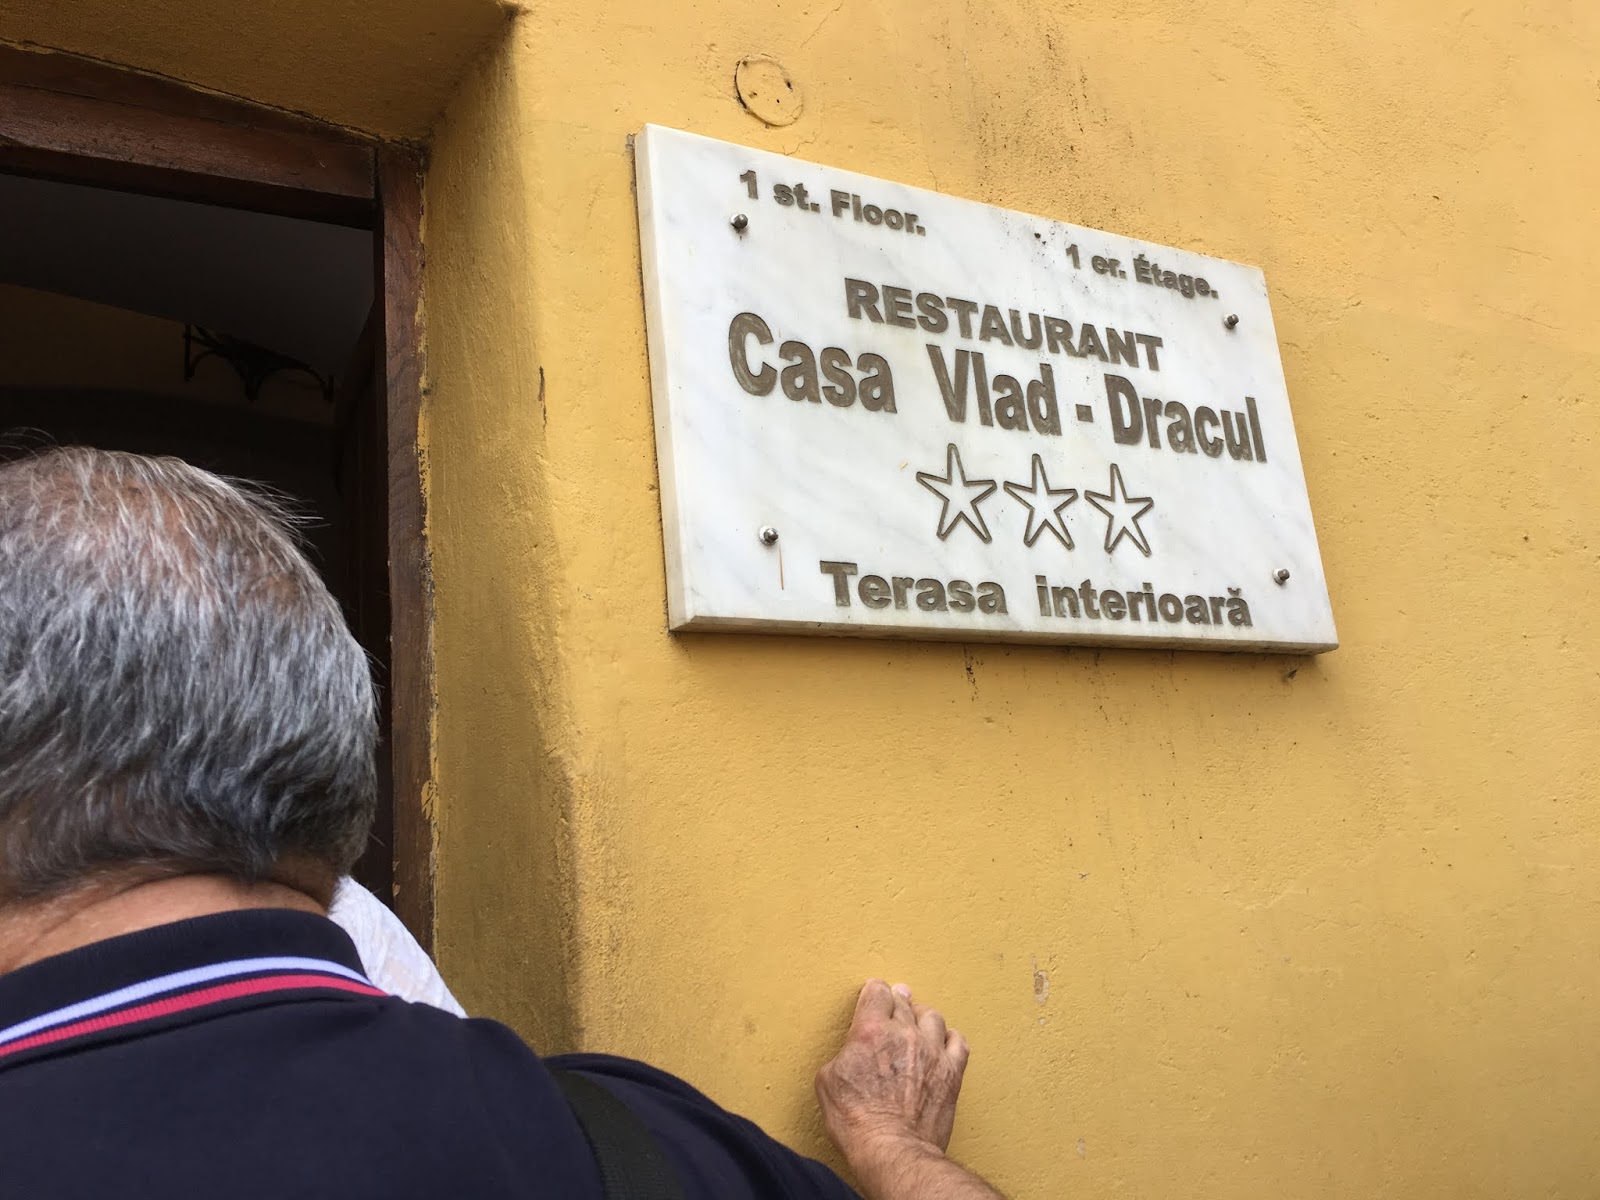 1 st. Floor.
1 er. Étage.
RESTAURANT
Casa Vlad - Dracul
Terasa interioară